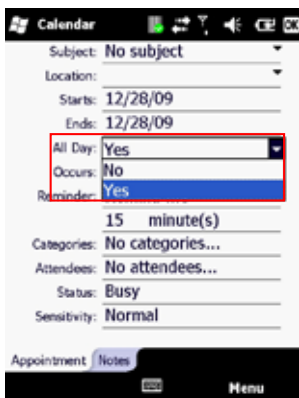 Calendar OK
Subject: No subject
Location:
Starts: 12/28/09
Ends: 12/28/09
All Day: Yes
Occurs: No
Reminder: Yes
15 minute(s)
Categories: No categories...
Attendees: No attendees...
Status: Busy
Sensitivity: Normal
Appointment Notes
Menu